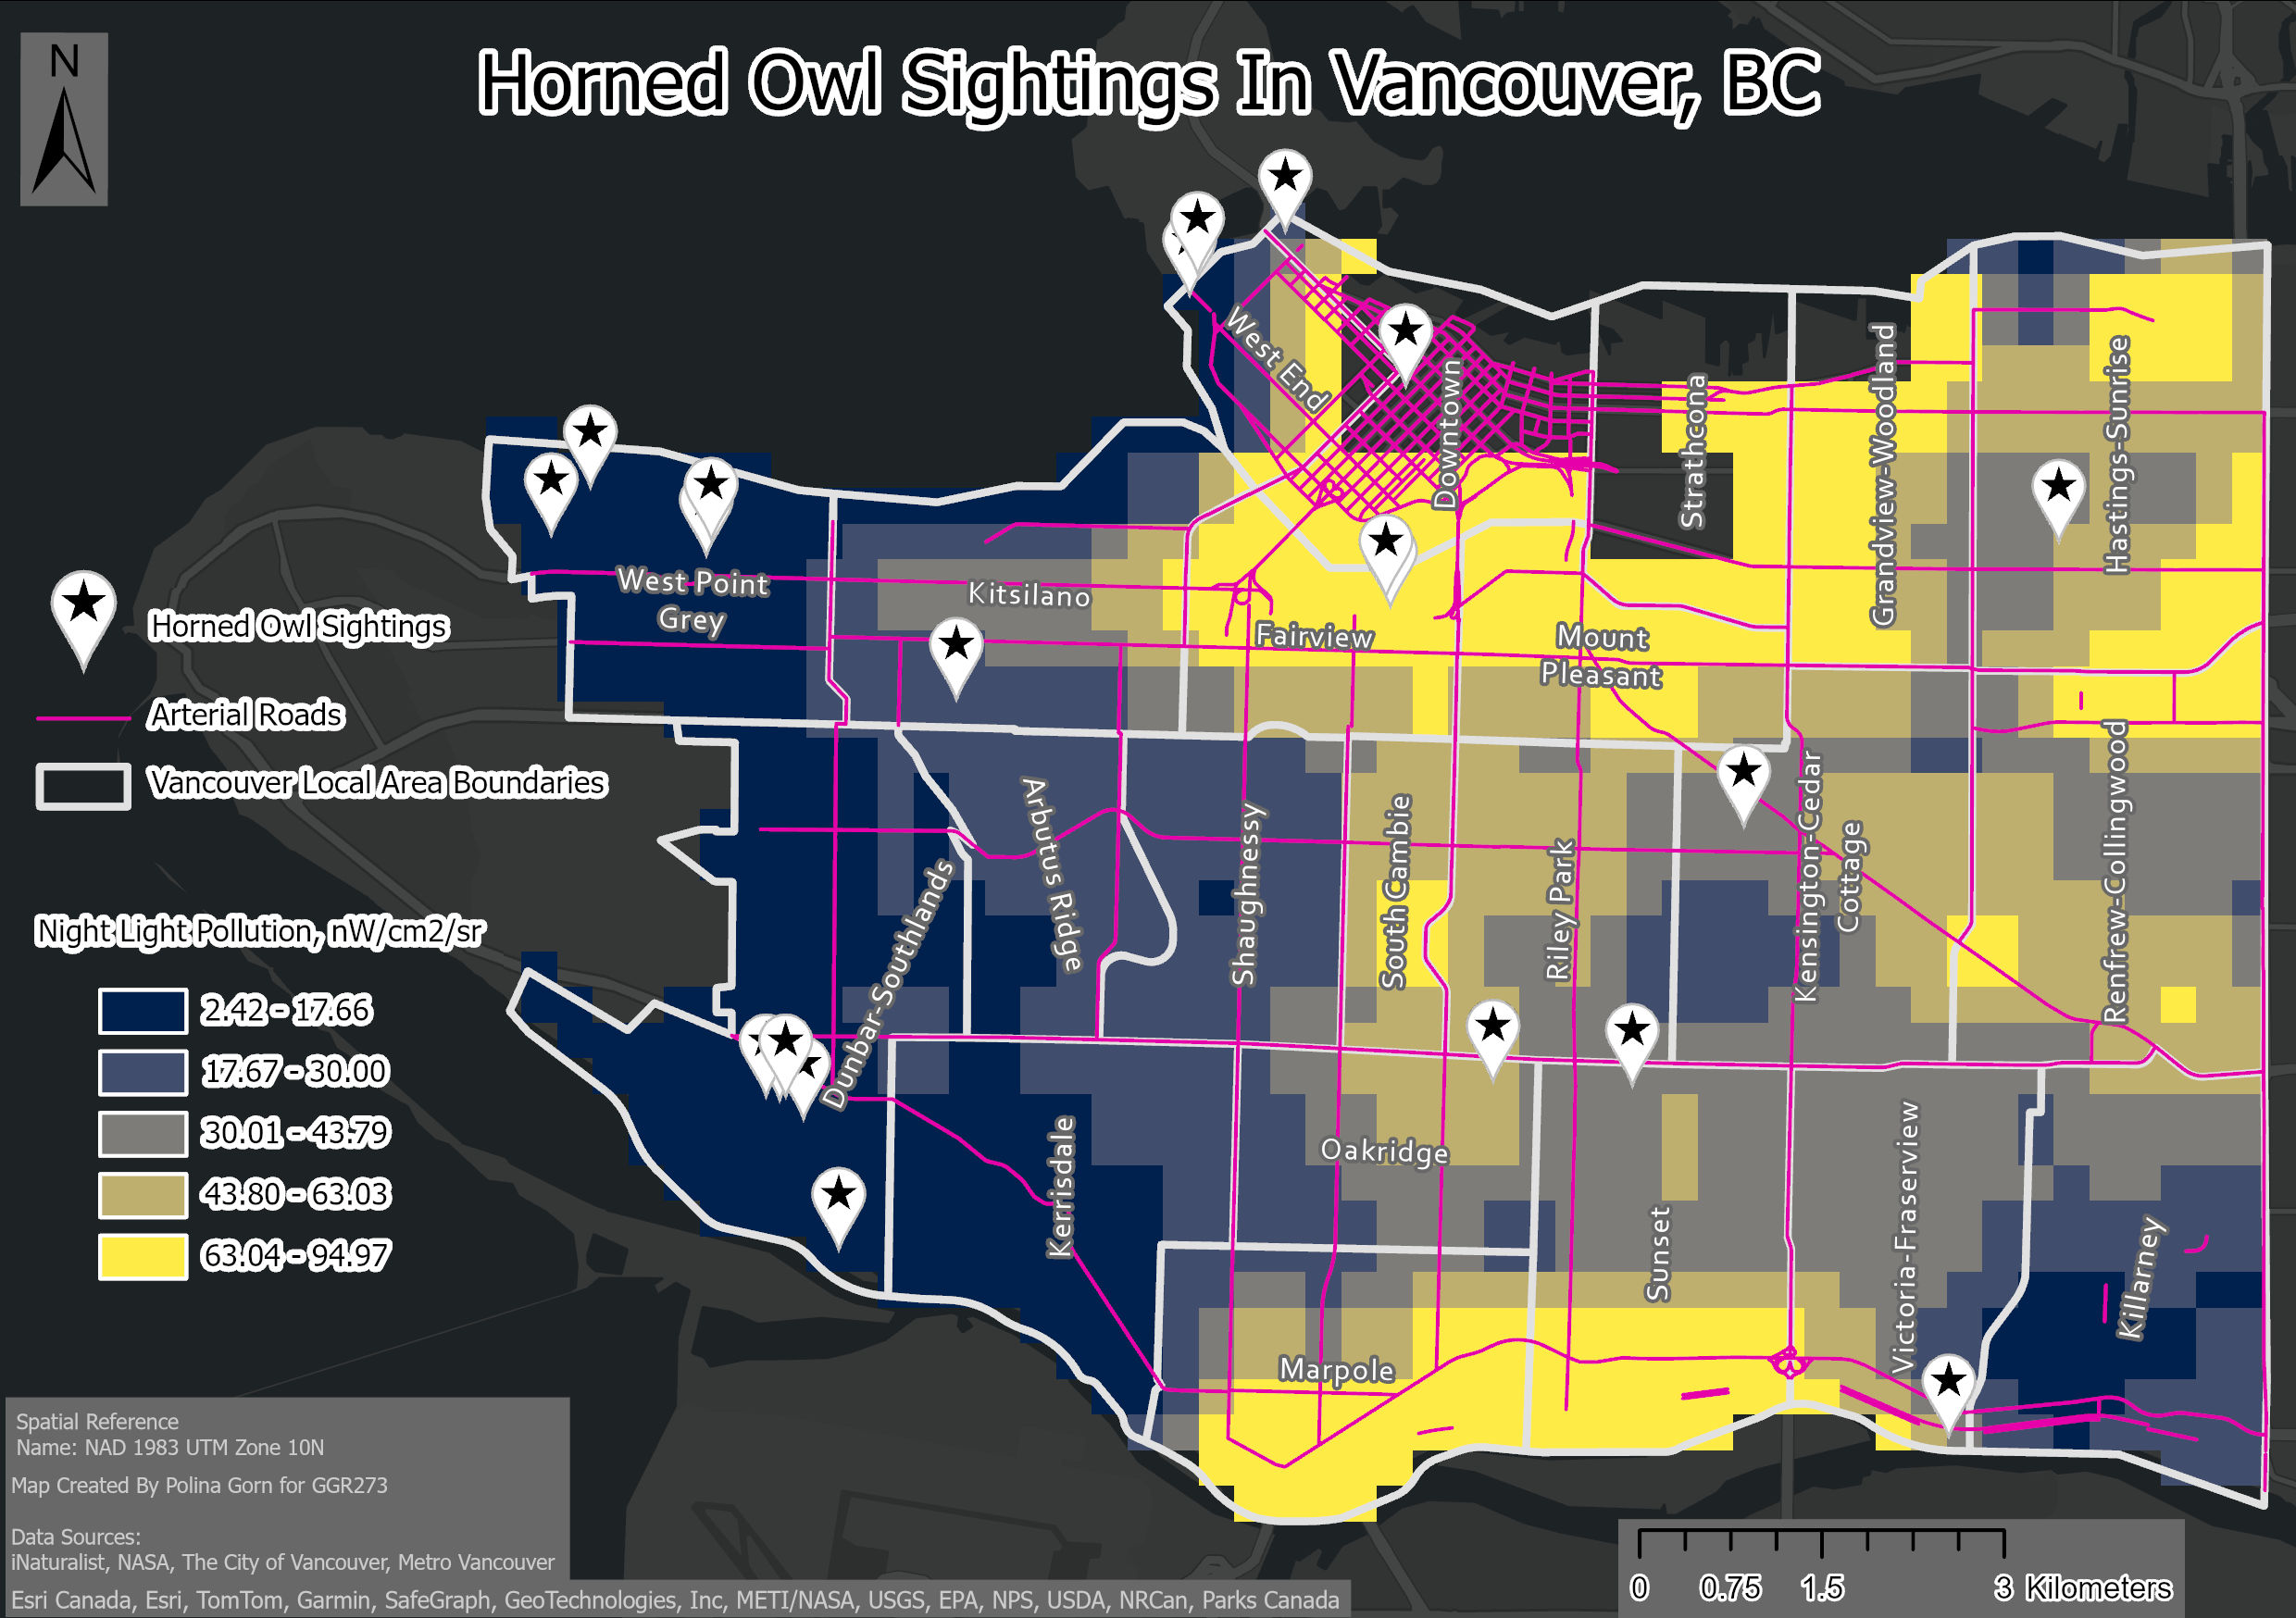 N
Horned Owl Sightings In Vancouver, BC
West End
Downtown
Strathcona
Grandview-Woodland
Hastings-Sunrise
West Point
Grey
Kitsilano
Fairview
Mount
Pleasant
Horned Owl Sightings
Arterial Roads
Vancouver Local Area Boundaries
Arbutus Ridge
Shaughnessy
South Cambie
Riley Park
Kensington-Cedar
Cottage
Renfrew-Collingwood
Dunbar-Southlands
Night Light Pollution, nW/cm2/sr
2.42 - 17.66
17.67 - 30.00
30.01 - 43.79
43.80 - 63.03
63.04 - 94.97
Kerrisdale
Oakridge
Sunset
Victoria-Fraserview
Killarney
Marpole
Spatial Reference
Name: NAD 1983 UTM Zone 10N
Map Created By Polina Gorn for GGR273
Data Sources:
iNaturalist, NASA, The City of Vancouver, Metro Vancouver
Esri Canada, Esri, TomTom, Garmin, SafeGraph, GeoTechnologies, Inc, METI/NASA, USGS, EPA, NPS, USDA, NRCan, Parks Canada
0 0.75 1.5 3 Kilometers